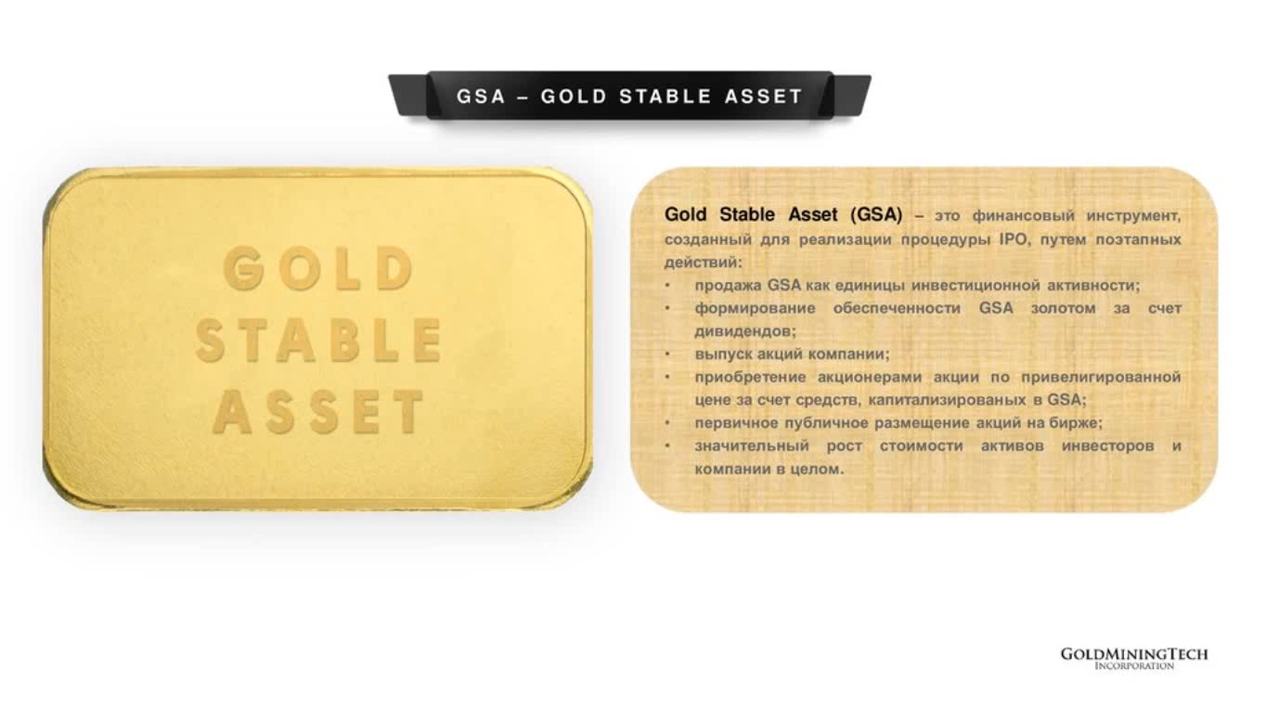 GSA – GOLD STABLE ASSET
GOLD
STABLE
ASSET
Gold Stable Asset (GSA) – это финансовый инструмент,
созданный для реализации процедуры IPO, путем поэтапных
действий:
• продажа GSA как единицы инвестиционной активности;
• формирование обеспеченности GSA золотом за счет
дивидендов;
• выпуск акций компании;
• приобретение акционерами акции по привелигированной
цене за счет средств, капитализированых в GSA;
• первичное публичное размещение акций на бирже;
• значительный рост стоимости активов инвесторов и
компании в целом.
GOLDMININGTECH
INCORPORATION